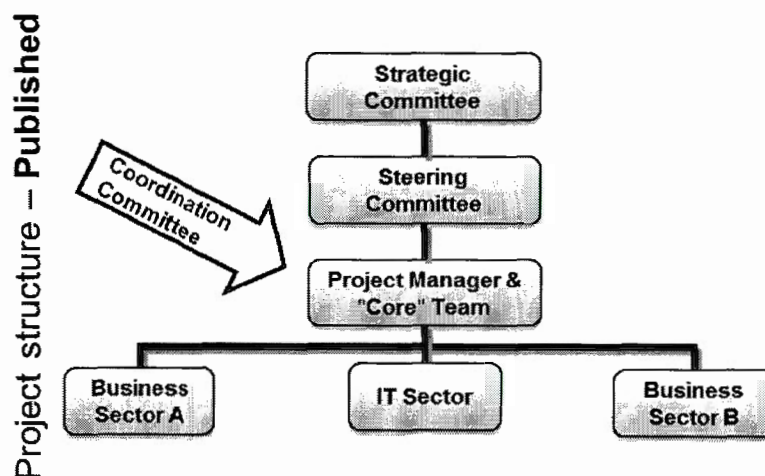 Project structure – Published
Strategic
Committee
Coordination
Committee
Steering
Committee
Project Manager &
"Core" Team
Business
Sector A
IT Sector
Business
Sector B